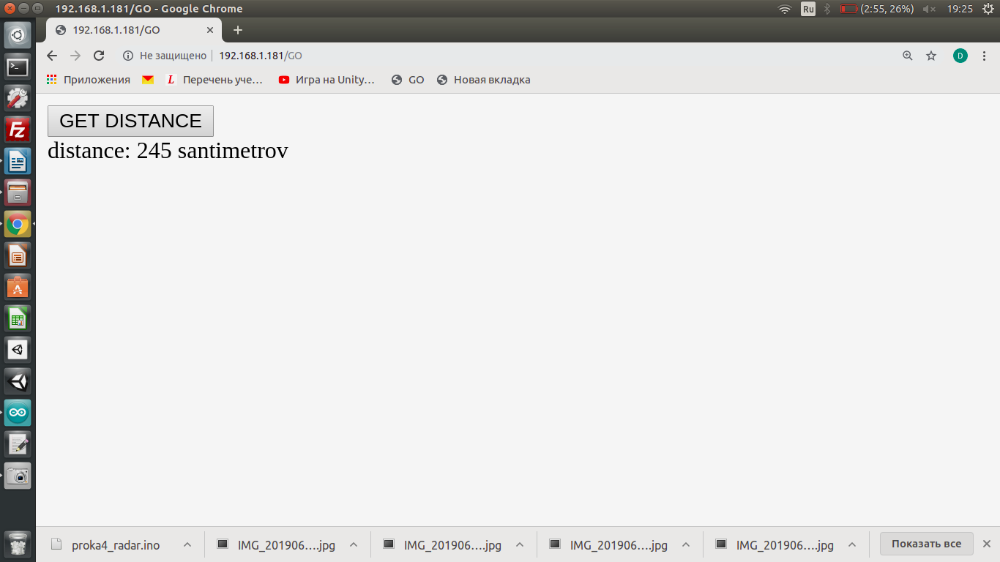 192.168.1.181/GO - Google Chrome
Ru
(2:55, 26%)
19:25
192.168.1.181/GO
Не защищено
192.168.1.181/GO
D
Приложения
L
Перечень уче...
Игра на Unity...
GO
Новая вкладка
GET DISTANCE
distance: 245 santimetrov
Fz
proka4_radar.ino
IMG_201906....jpg
IMG_201906....jpg
IMG_201906....jpg
IMG_201906....jpg
Показать все